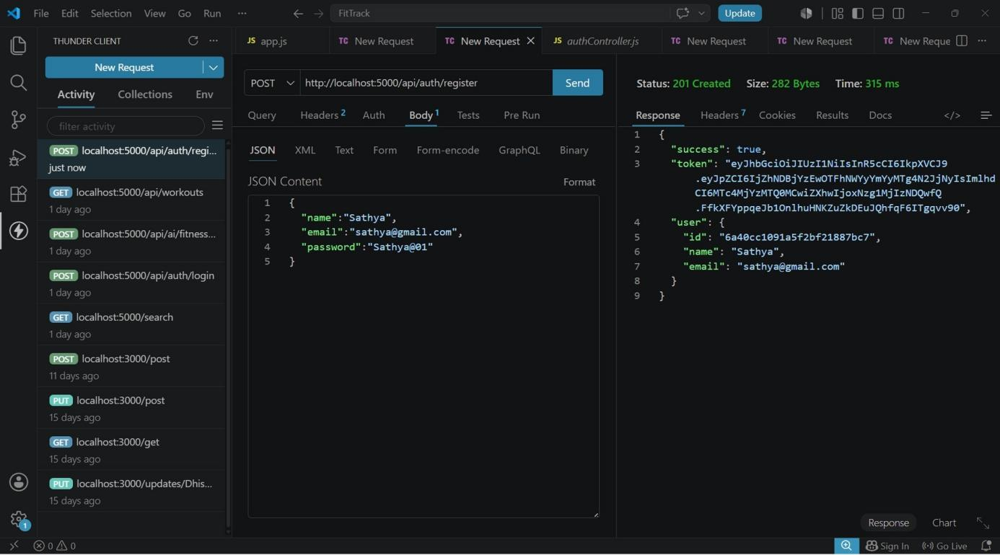 File Edit Selection View Go Run ··· FitTrack Update
THUNDER CLIENT ···
New Request
Activity Collections Env
filter activity
POST localhost:5000/api/auth/regi...
just now
GET localhost:5000/api/workouts
1 day ago
POST localhost:5000/api/ai/fitness...
1 day ago
POST localhost:5000/api/auth/login
1 day ago
GET localhost:5000/search
1 day ago
POST localhost:3000/post
11 days ago
PUT localhost:3000/post
15 days ago
GET localhost:3000/get
15 days ago
PUT localhost:3000/updates/Dhis...
15 days ago
JS app.js TC New Request TC New Request JS authController.js TC New Request TC New Request TC New Reque ···
POST http://localhost:5000/api/auth/register Send
Query Headers 2 Auth Body 1 Tests Pre Run
JSON XML Text Form Form-encode GraphQL Binary
JSON Content Format
1 {
2 "name":"Sathya",
3 "email":"sathya@gmail.com",
4 "password":"Sathya@01"
5 }
Status: 201 Created Size: 282 Bytes Time: 315 ms
Response Headers 7 Cookies Results Docs </>
1 {
2 "success": true,
3 "token": "eyJhbGciOiJIUzI1NiIsInR5cCI6IkpXVCJ9
.eyJpZCI6IjZhNDBjYzEwOTFhNWYyYmYyMTg4N2JjNyIsImlhd
CI6MTc4MjYzMTQ0MCwiZXhwIjoxNzg1MjIzNDQwfQ
.FfkXFYppqeJb1OnlhuHNKZuZkDEuJQhfqF6ITgqvv90",
4 "user": {
5 "id": "6a40cc1091a5f2bf21887bc7",
6 "name": "Sathya",
7 "email": "sathya@gmail.com"
8 }
9 }
Response Chart
1
0 0 Sign In Go Live